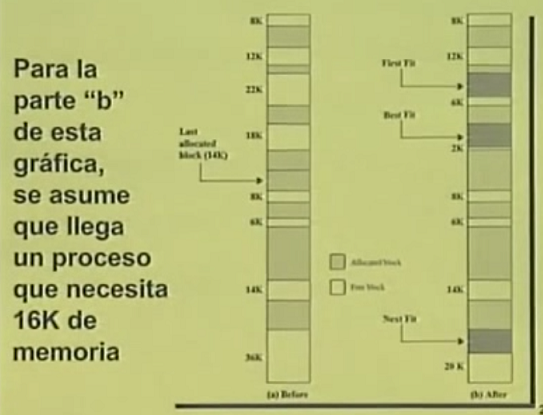 Para la
parte “b”
de esta
gráfica,
se asume
que llega
un proceso
que necesita
16K de
memoria
8K
12K
22K
Last
allocated
block (14K)
18K
8K
6K
14K
36K
(a) Before
Allocated block
Free block
8K
12K
First Fit
6K
Best Fit
2K
8K
6K
14K
Next Fit
20 K
(b) After